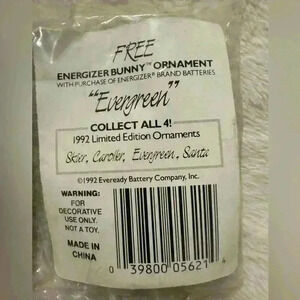 FREE
ENERGIZER BUNNY™ ORNAMENT
WITH PURCHASE OF ENERGIZER® BRAND BATTERIES
"Evergreen"
COLLECT ALL 4!
1992 Limited Edition Ornaments
Skier, Caroller, Evergreen, Santa
©1992 Eveready Battery Company, Inc.
WARNING:
FOR
DECORATIVE
USE ONLY.
NOT A TOY.
MADE IN
CHINA
0 39800 05621 4